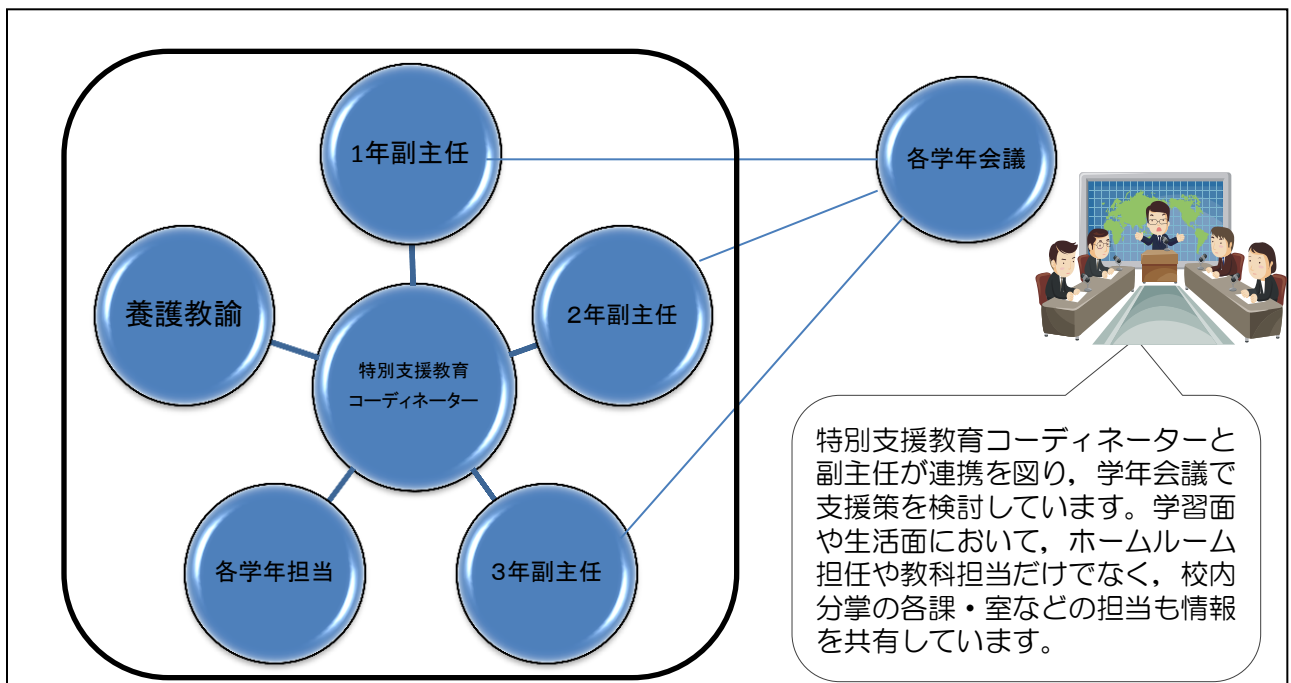 1年副主任
各学年会議
養護教諭
2年副主任
特別支援教育
コーディネーター
各学年担当
3年副主任
特別支援教育コーディネーターと
副主任が連携を図り，学年会議で
支援策を検討しています。学習面
や生活面において，ホームルーム
担任や教科担当だけでなく，校内
分掌の各課・室などの担当も情報
を共有しています。